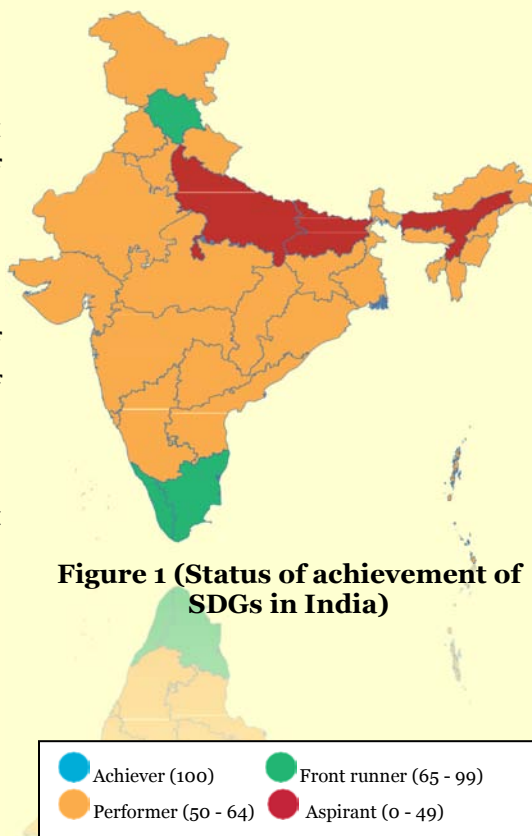 Figure 1 (Status of achievement of
SDGs in India)
Achiever (100)
Front runner (65 - 99)
Performer (50 - 64)
Aspirant (0 - 49)